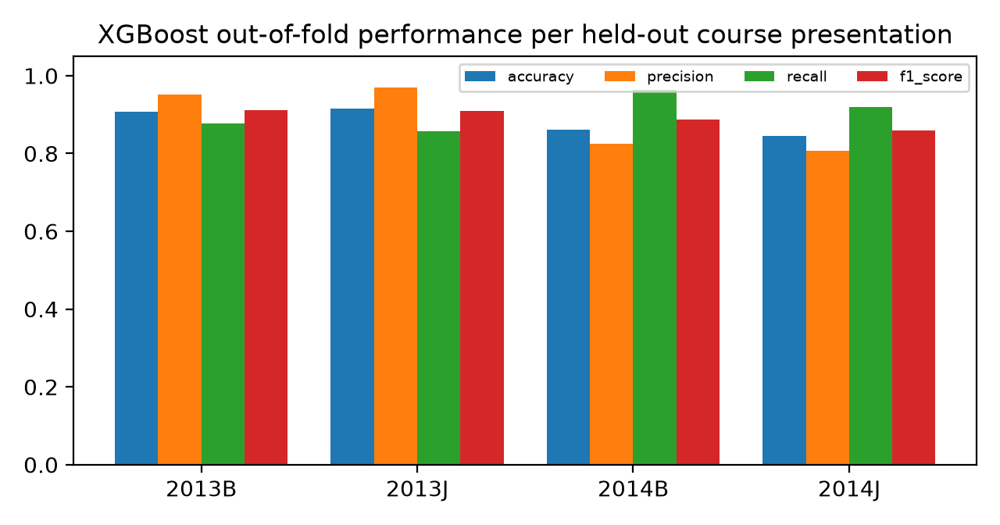 XGBoost out-of-fold performance per held-out course presentation
accuracy precision recall f1_score
1.0
0.8
0.6
0.4
0.2
0.0
2013B 2013J 2014B 2014J